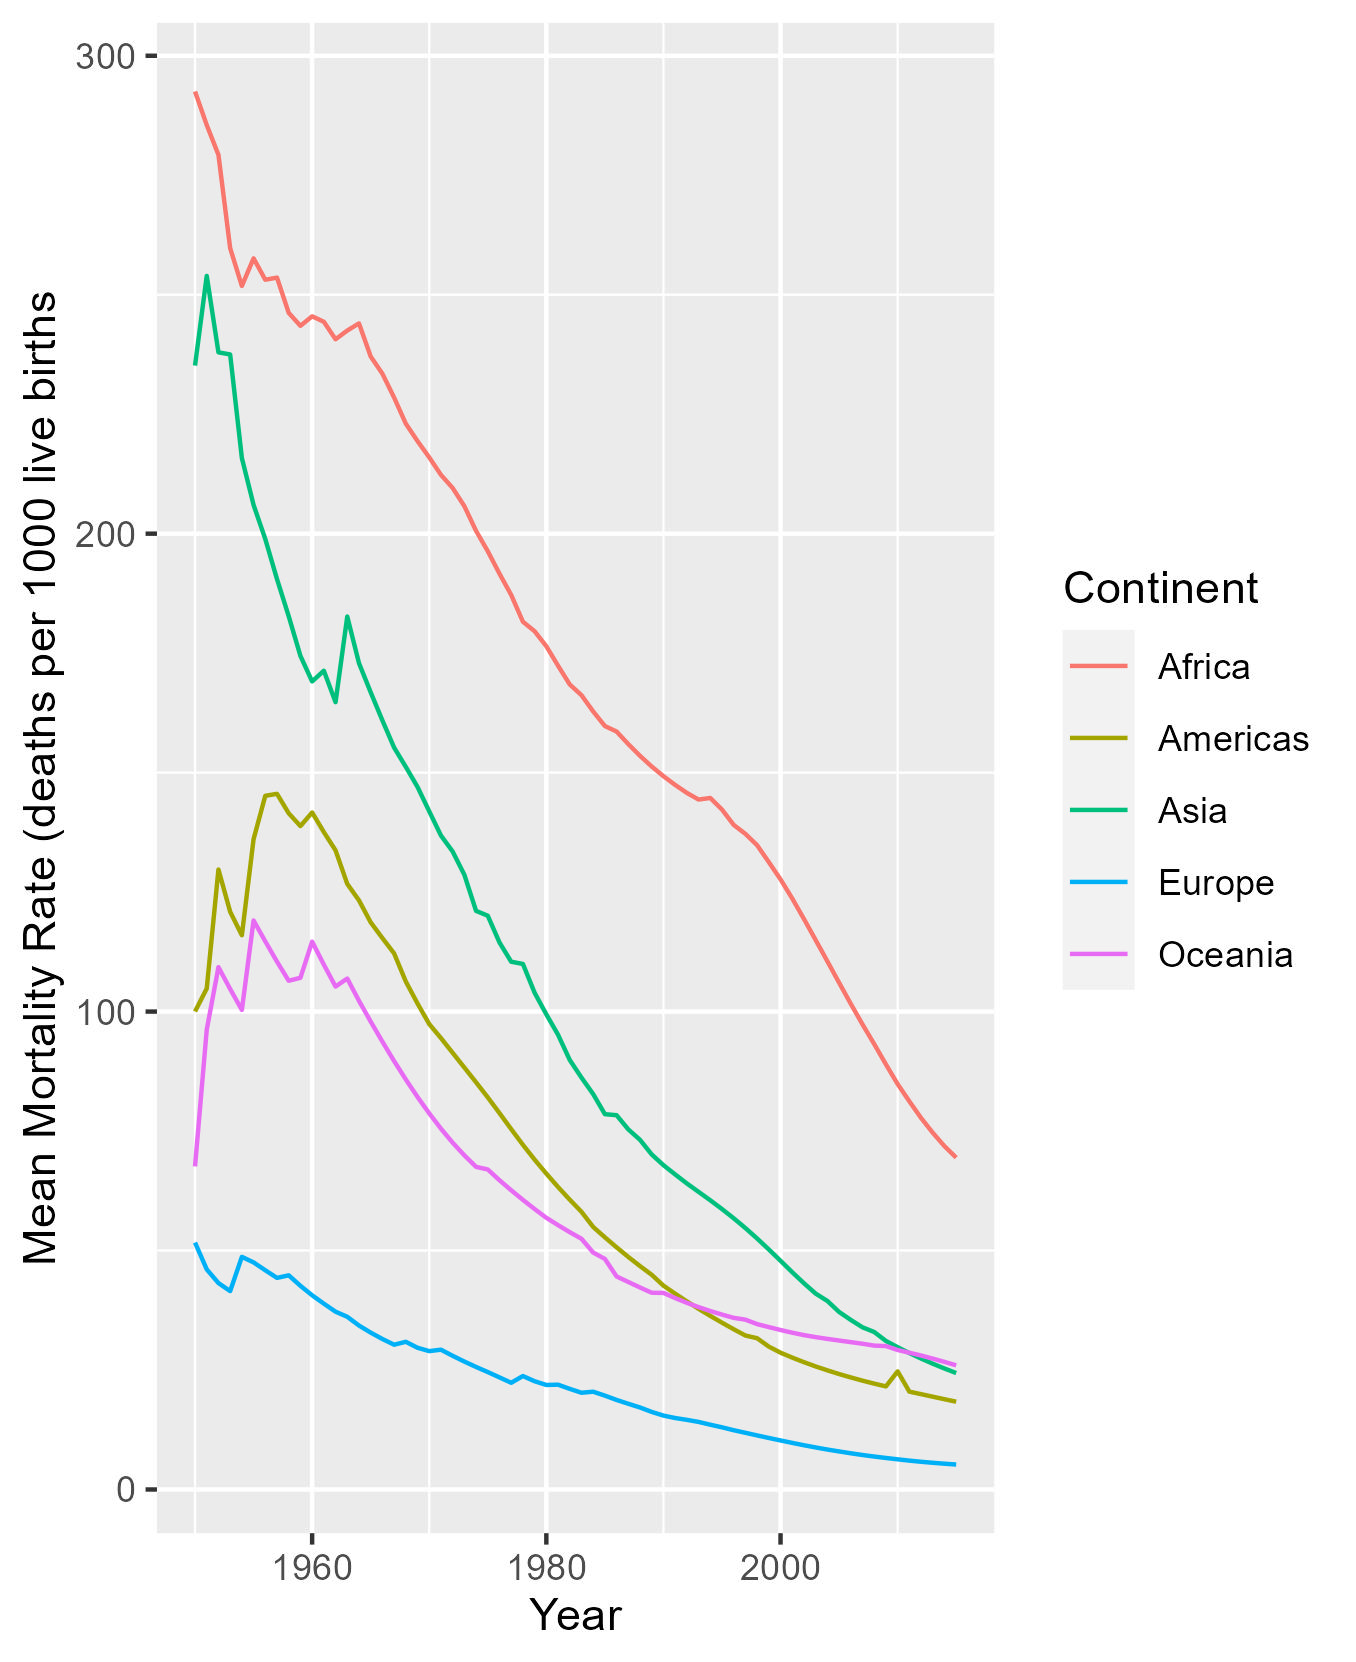 Mean Mortality Rate (deaths per 1000 live births
300
200
100
0
1960 1980 2000
Year
Continent
Africa
Americas
Asia
Europe
Oceania